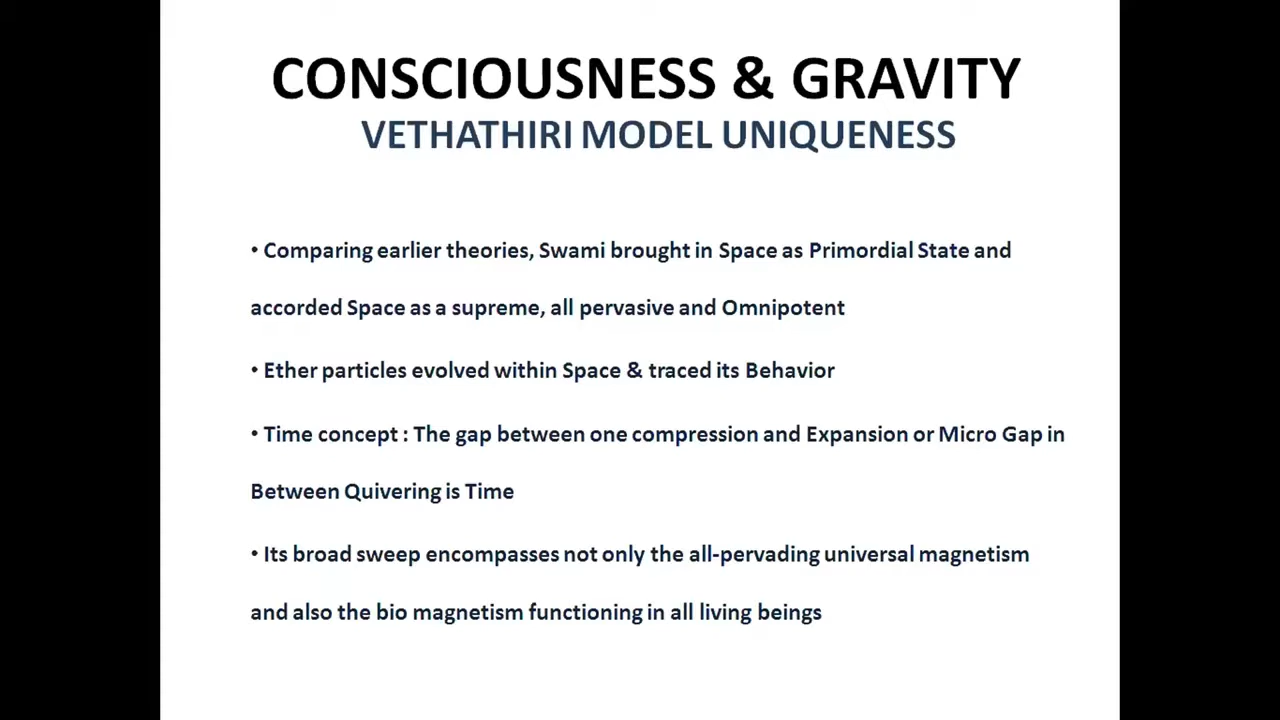 CONSCIOUSNESS & GRAVITY
VETHATHIRI MODEL UNIQUENESS
• Comparing earlier theories, Swami brought in Space as Primordial State and
accorded Space as a supreme, all pervasive and Omnipotent
• Ether particles evolved within Space & traced its Behavior
• Time concept : The gap between one compression and Expansion or Micro Gap in
Between Quivering is Time
• Its broad sweep encompasses not only the all-pervading universal magnetism
and also the bio magnetism functioning in all living beings